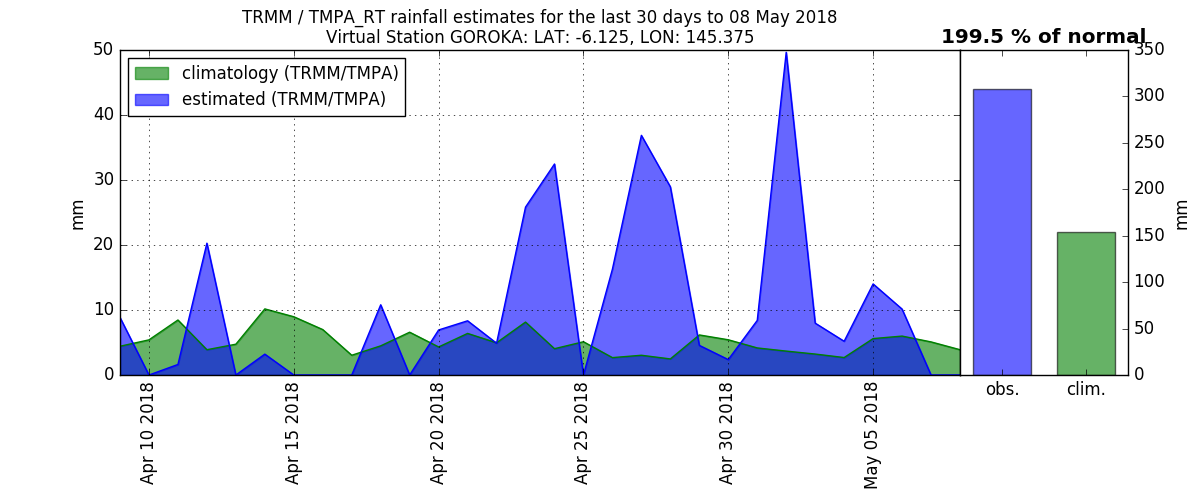 TRMM / TMPA_RT rainfall estimates for the last 30 days to 08 May 2018
Virtual Station GOROKA: LAT: -6.125, LON: 145.375
199.5 % of normal
climatology (TRMM/TMPA)
estimated (TRMM/TMPA)
mm
50
40
30
20
10
0
Apr 10 2018
Apr 15 2018
Apr 20 2018
Apr 25 2018
Apr 30 2018
May 05 2018
obs.
clim.
350
300
250
200
150
100
50
0
mm